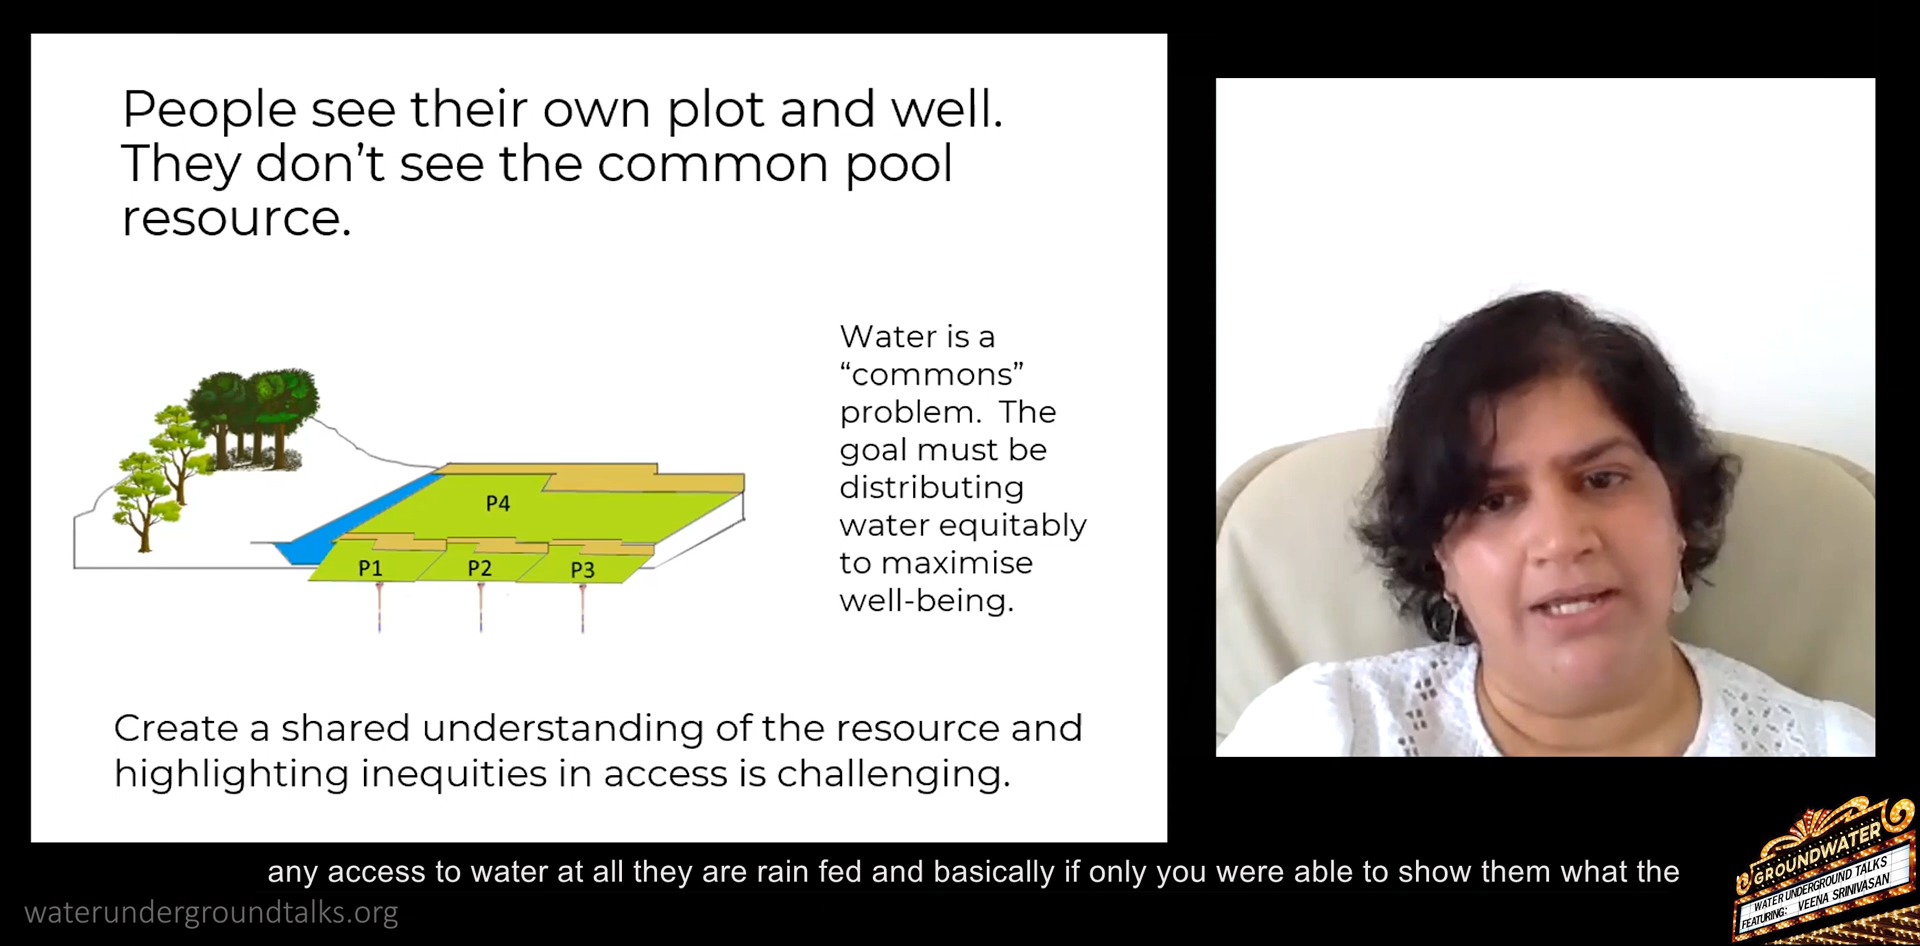 People see their own plot and well.
They don’t see the common pool
resource.
Water is a
“commons”
problem.  The
goal must be
distributing
water equitably
to maximise
well-being.
P4
P1
P2
P3
Create a shared understanding of the resource and
highlighting inequities in access is challenging.
any access to water at all they are rain fed and basically if only you were able to show them what the
waterundergroundtalks.org
GROUNDWATER
WATER UNDERGROUND TALKS
FEATURING: VEENA SRINIVASAN